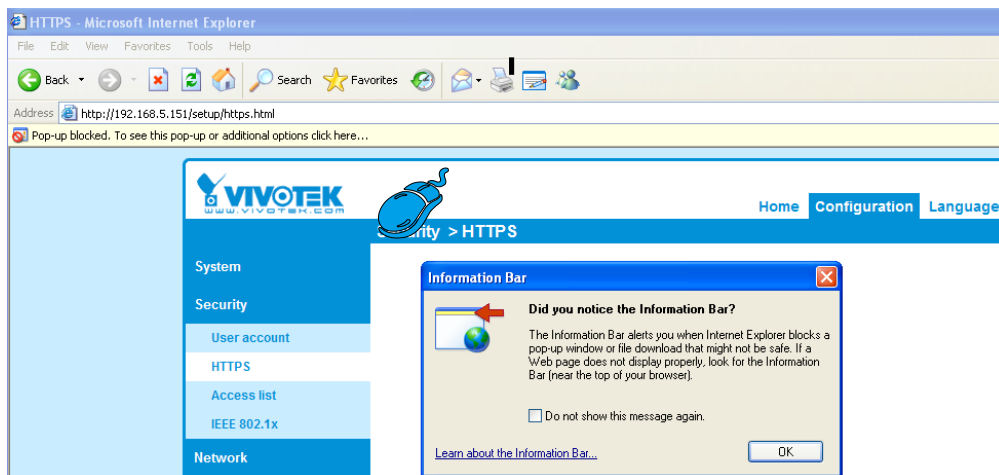 HTTPS - Microsoft Internet Explorer
File Edit View Favorites Tools Help
Back Search Favorites
Address http://192.168.5.151/setup/https.html
Pop-up blocked. To see this pop-up or additional options click here...
VIVOTEK
www.vivotek.com
Home Configuration Language
> HTTPS
System
Security
User account
HTTPS
Access list
IEEE 802.1x
Network
Information Bar
Did you notice the Information Bar?
The Information Bar alerts you when Internet Explorer blocks a
pop-up window or file download that might not be safe. If a
Web page does not display properly, look for the Information
Bar (near the top of your browser).
Do not show this message again.
Learn about the Information Bar...
OK